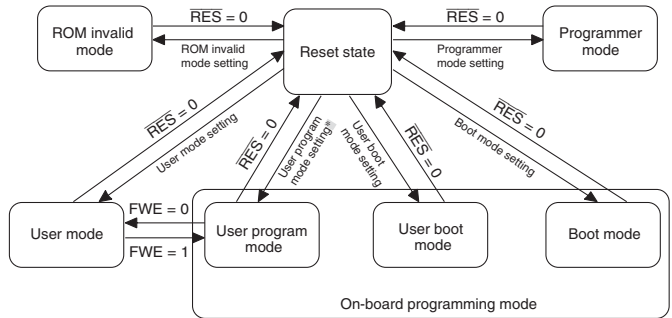 ROM invalid
mode
RES = 0
ROM invalid
mode setting
Reset state
RES = 0
Programmer
mode setting
Programmer
mode
RES = 0
User mode setting
RES = 0
User program
mode setting*
User boot
mode setting
RES = 0
Boot mode setting
RES = 0
User mode
FWE = 0
FWE = 1
User program
mode
User boot
mode
Boot mode
On-board programming mode